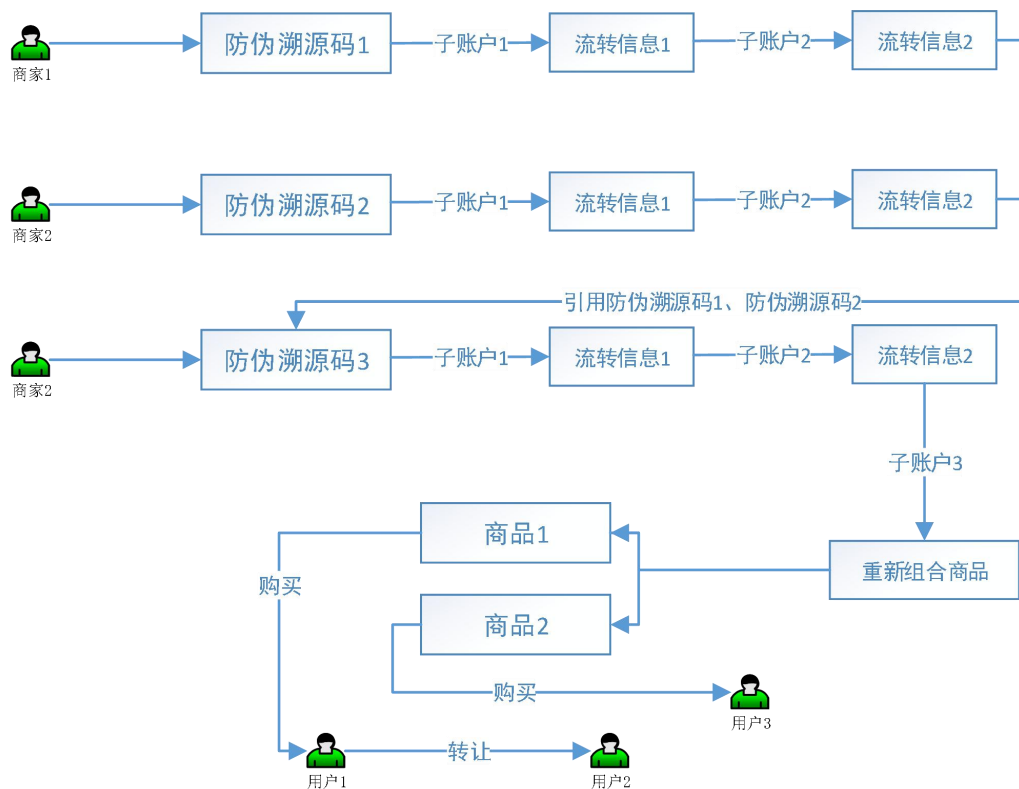 商家1
防伪溯源码1
子账户1
流转信息1
子账户2
流转信息2
商家2
防伪溯源码2
子账户1
流转信息1
子账户2
流转信息2
引用防伪溯源码1、防伪溯源码2
商家2
防伪溯源码3
子账户1
流转信息1
子账户2
流转信息2
子账户3
商品1
重新组合商品
购买
商品2
购买
用户3
转让
用户1
用户2